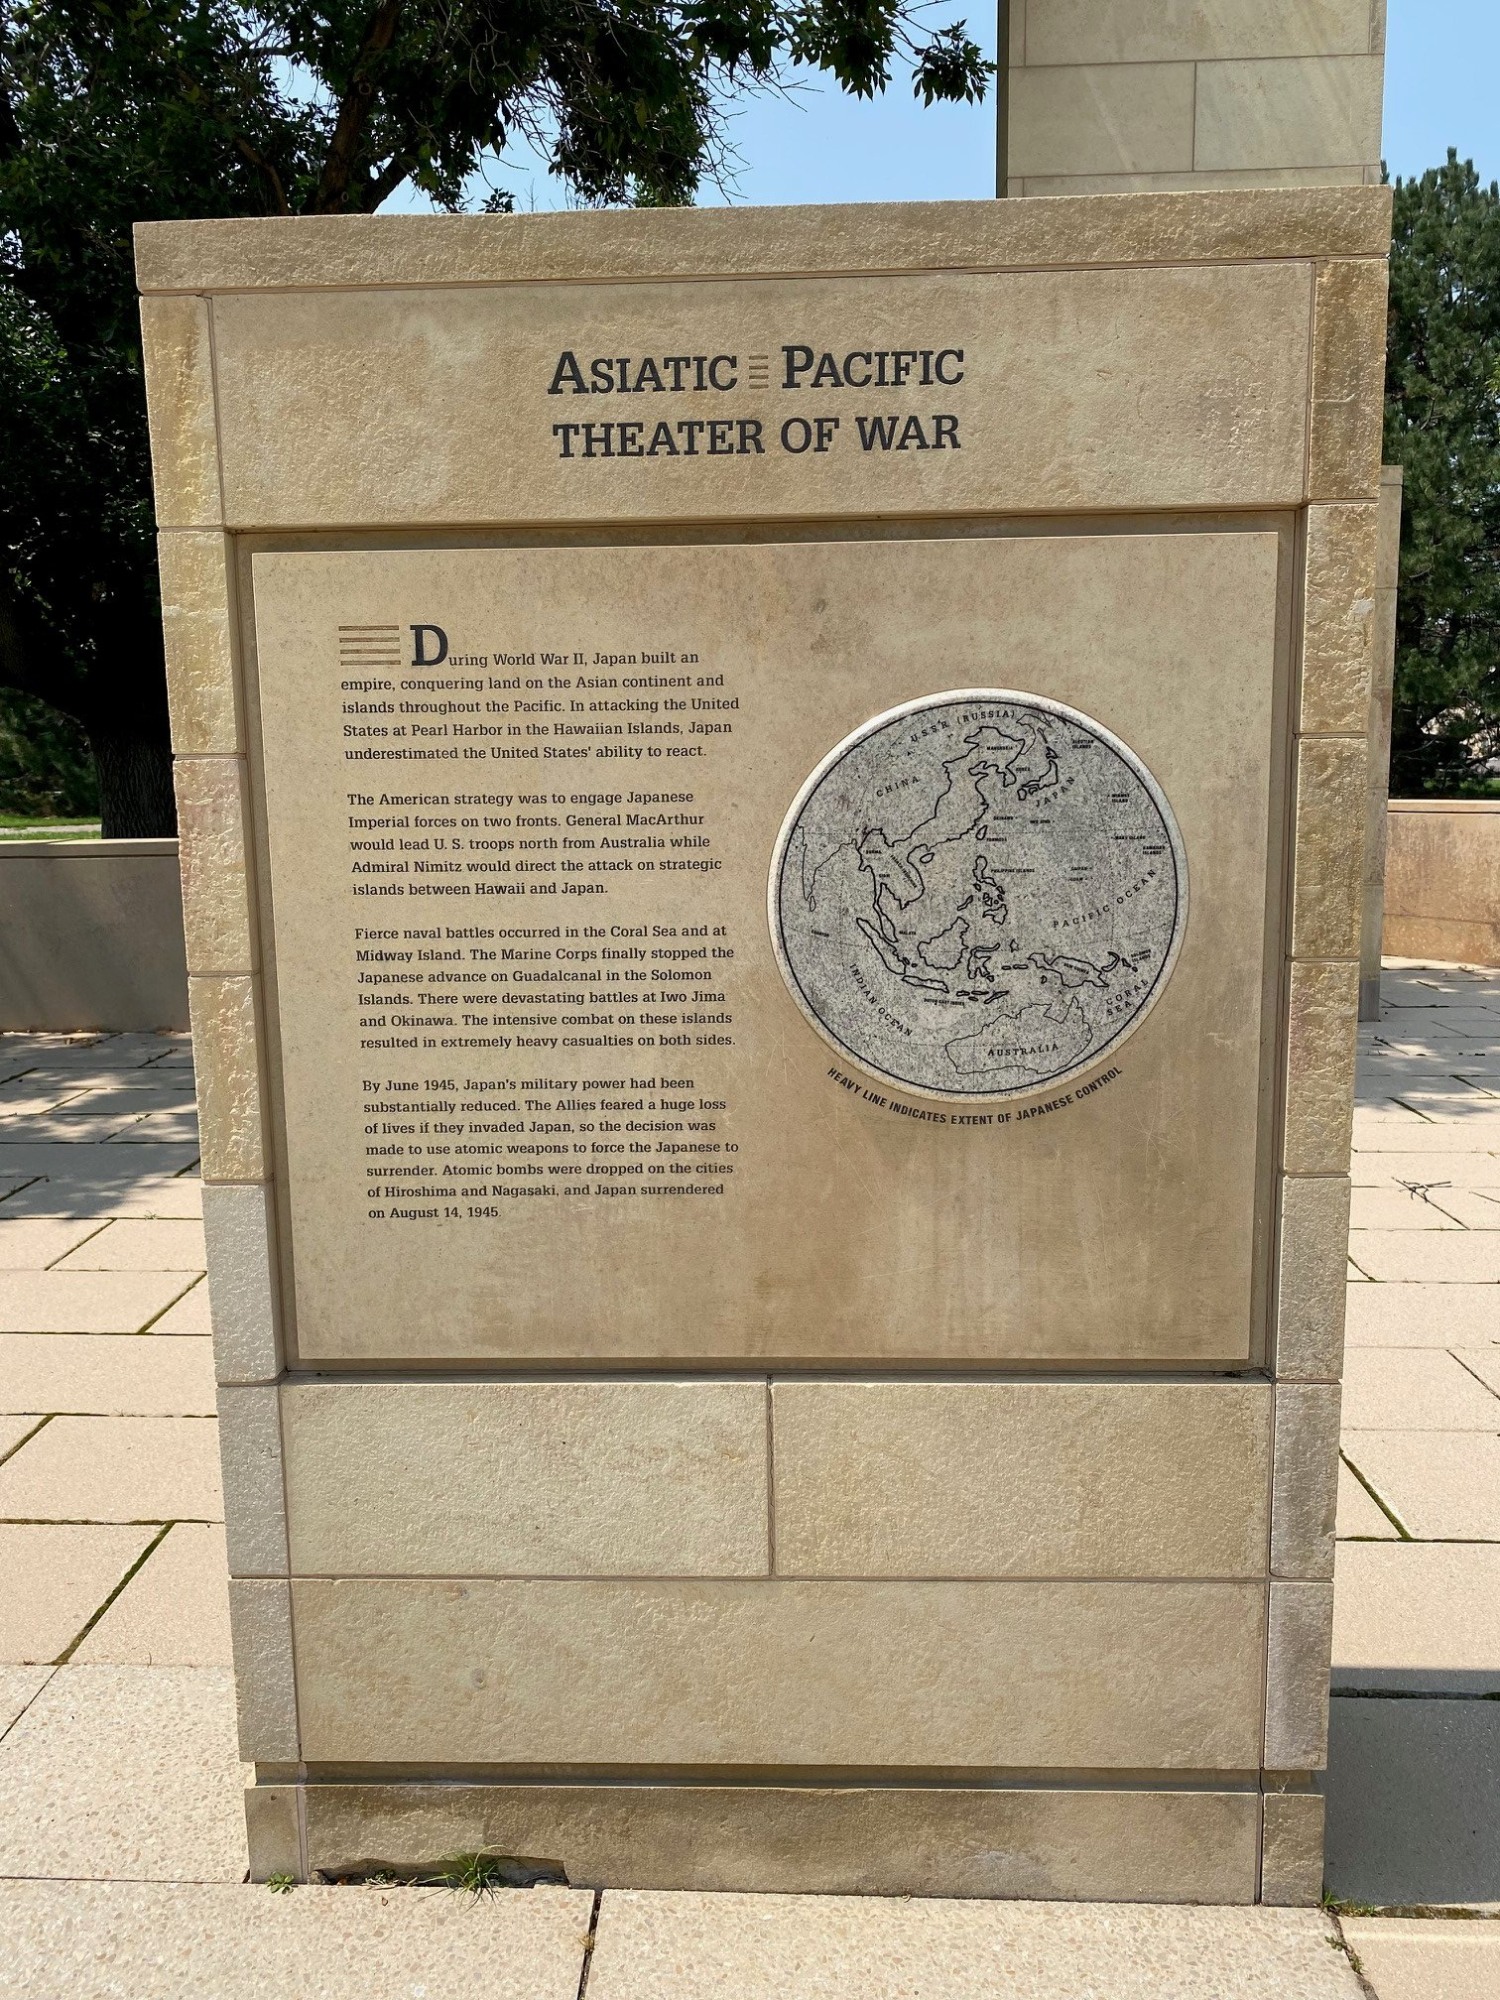 ASIATIC PACIFIC
THEATER OF WAR
During World War II, Japan built an
empire, conquering land on the Asian continent and
islands throughout the Pacific. In attacking the United
States at Pearl Harbor in the Hawaiian Islands, Japan
underestimated the United States' ability to react.
The American strategy was to engage Japanese
Imperial forces on two fronts. General MacArthur
would lead U. S. troops north from Australia while
Admiral Nimitz would direct the attack on strategic
islands between Hawaii and Japan.
Fierce naval battles occurred in the Coral Sea and at
Midway Island. The Marine Corps finally stopped the
Japanese advance on Guadalcanal in the Solomon
Islands. There were devastating battles at Iwo Jima
and Okinawa. The intensive combat on these islands
resulted in extremely heavy casualties on both sides.
By June 1945, Japan's military power had been
substantially reduced. The Allies feared a huge loss
of lives if they invaded Japan, so the decision was
made to use atomic weapons to force the Japanese to
surrender. Atomic bombs were dropped on the cities
of Hiroshima and Nagasaki, and Japan surrendered
on August 14, 1945.
USSR (RUSSIA)
MANCHURIA
CHINA
JAPAN
PHILIPPINE ISLANDS
PACIFIC OCEAN
INDIAN OCEAN
CORAL
SEA
AUSTRALIA
HEAVY LINE INDICATES EXTENT OF JAPANESE CONTROL